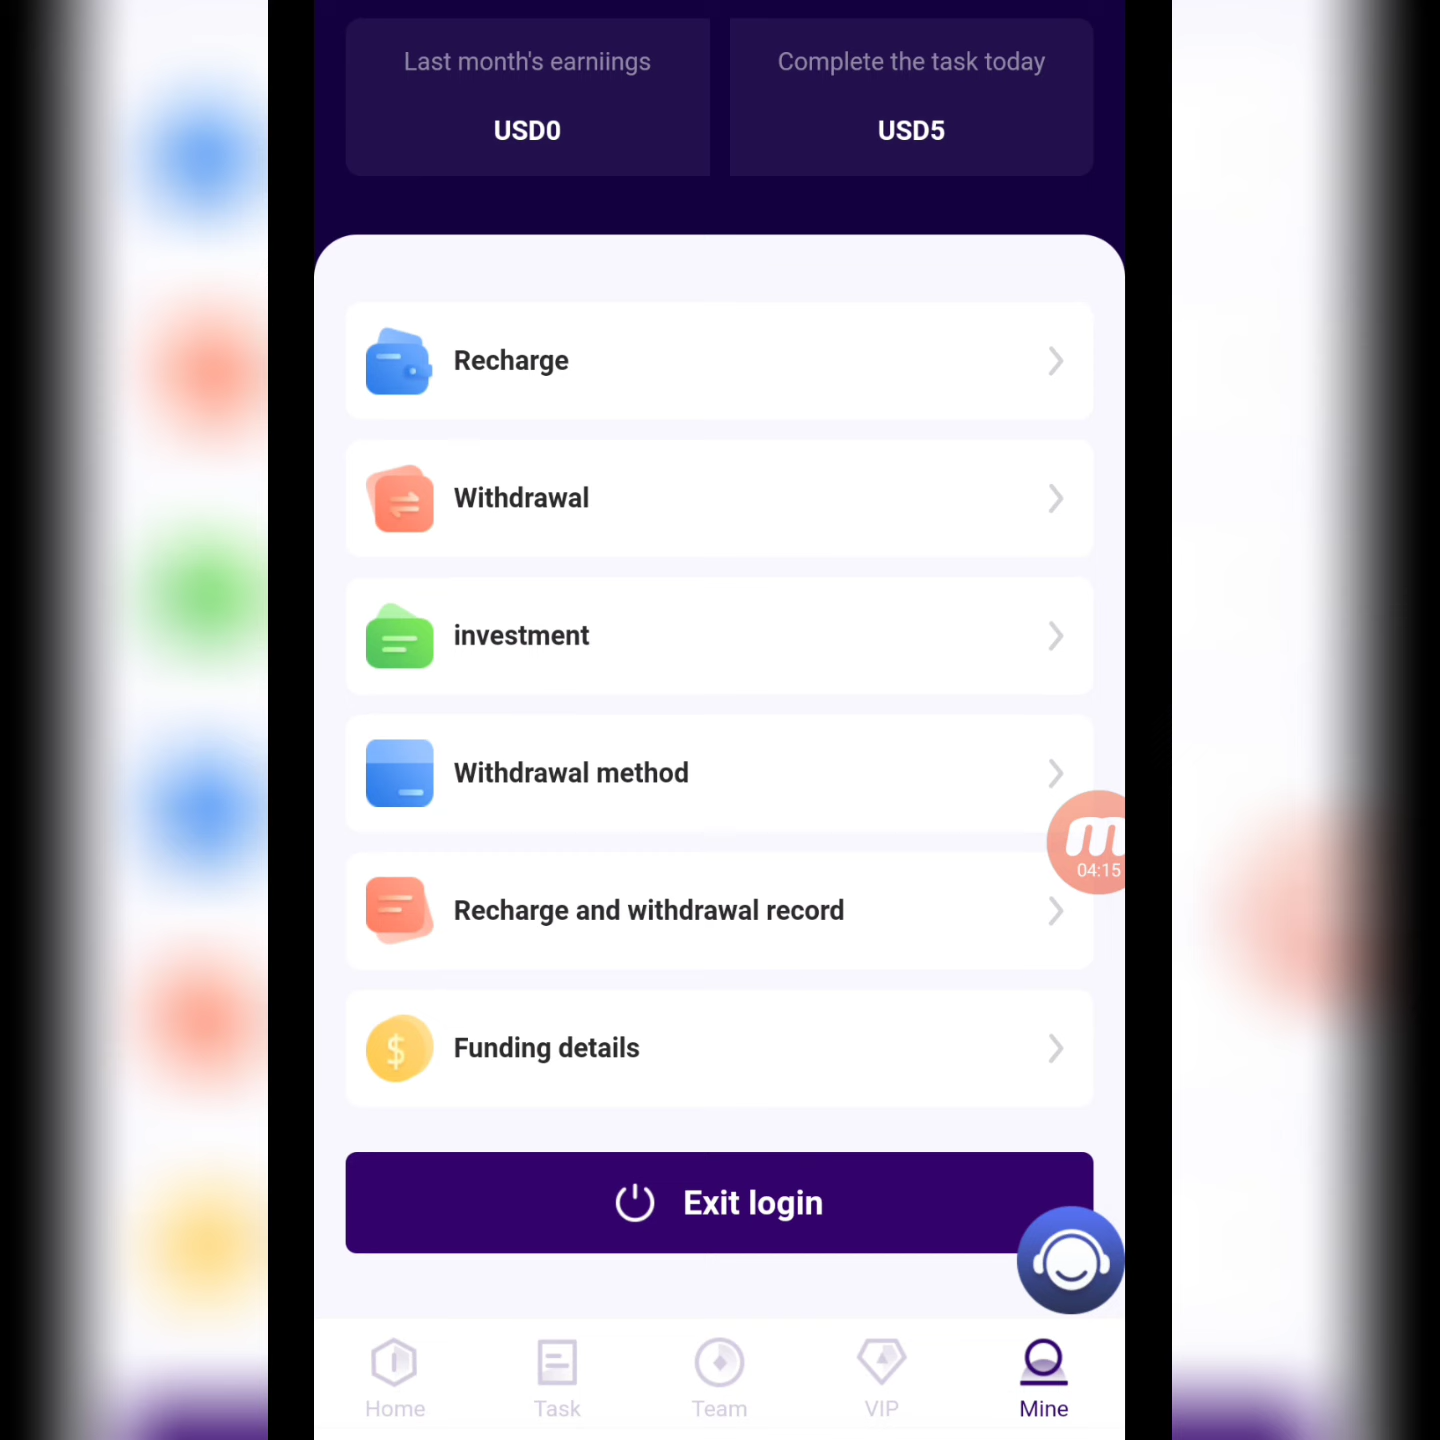 Last month's earniings
Complete the task today
USD0
USD5
Recharge
Withdrawal
investment
Withdrawal method
m
04:15
Recharge and withdrawal record
Funding details
Exit login
Home
Task
Team
VIP
Mine